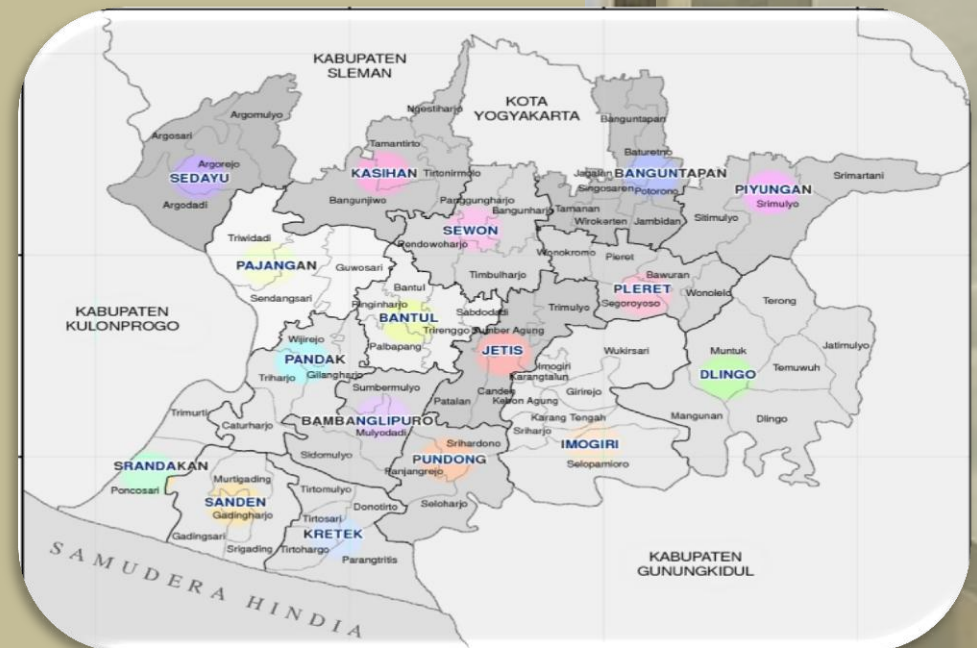 KABUPATEN
SLEMAN
KOTA
YOGYAKARTA
Ngestiharjo
Argomulyo
Banguntapan
Argosari
Tamantirto
Baturetno
Argorejo
SEDAYU
KASIHAN
Tirtonirmolo
Jagalan
BANGUNTAPAN
Singosaren
Potorono
PIYUNGAN
Srimartani
Srimulyo
Argodadi
Bangunjiwo
Panggungharjo
Bangunharjo
Tamanan
Wirokerten
Jambidan
Sitimulyo
SEWON
Triwidadi
Pendowoharjo
Wonokromo
Pleret
PAJANGAN
Guwosari
Timbulharjo
Bawuran
PLERET
Wonolelo
Segoroyoso
Sendangsari
Bantul
Ringinharjo
BANTUL
Sabdodadi
Trimulyo
Terong
KABUPATEN
KULONPROGO
Trirenggo
Sumber Agung
Wijirejo
Palbapang
JETIS
Wukirsari
Muntuk
Jatimulyo
PANDAK
Imogiri
Karangtalun
DLINGO
Temuwuh
Triharjo
Gilangharjo
Sumbermulyo
Canden
Girirejo
Patalan
Kebon Agung
Trimurti
Caturharjo
BAMBANGLIPURO
Mulyodadi
Karang Tengah
Mangunan
Dlingo
Sriharjo
Srihardono
IMOGIRI
Sidomulyo
PUNDONG
Selopamioro
SRANDAKAN
Panjangrejo
Poncosari
Murtigading
Tirtomulyo
SANDEN
Donotirto
Seloharjo
Gadingharjo
Tirtosari
KRETEK
Gadingsari
Srigading
Tirtohargo
Parangtritis
KABUPATEN
GUNUNGKIDUL
SAMUDERA HINDIA